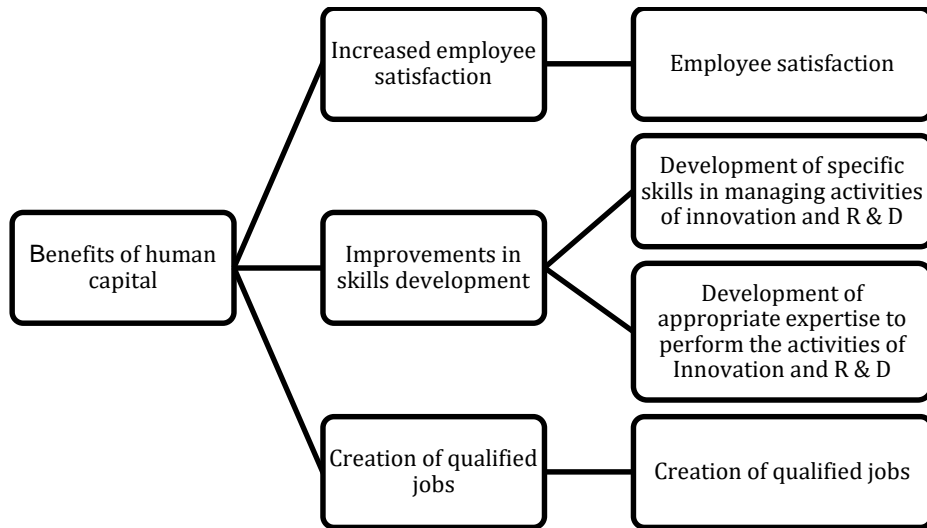 Increased employee
satisfaction
Employee satisfaction
Development of specific
skills in managing activities
of innovation and R & D
Benefits of human
capital
Improvements in
skills development
Development of
appropriate expertise to
perform the activities of
Innovation and R & D
Creation of qualified
jobs
Creation of qualified jobs